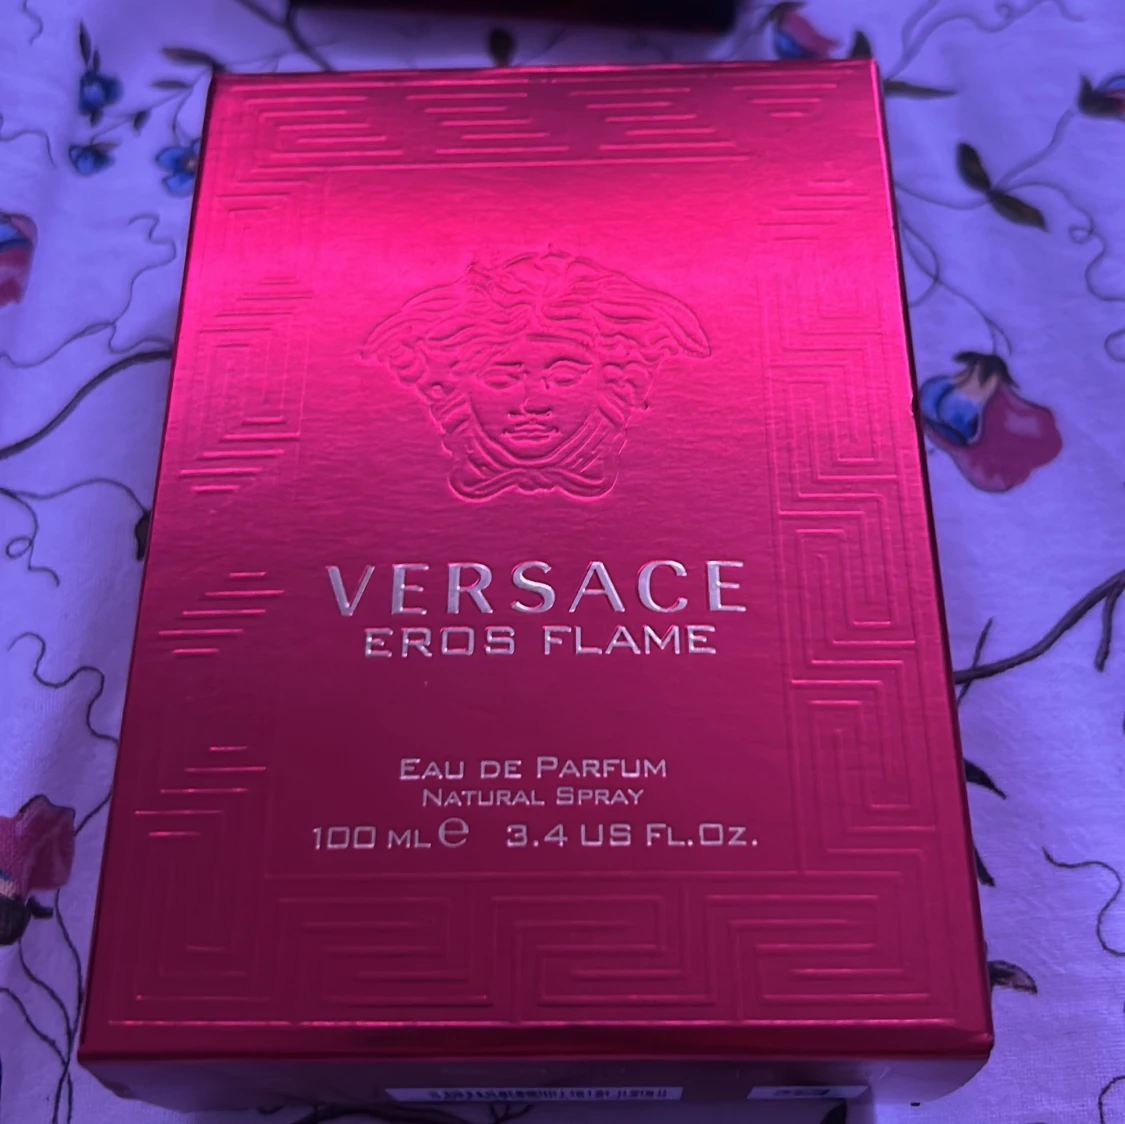 VERSACE
EROS FLAME
EAU DE PARFUM
NATURAL SPRAY
100 ML ℮ 3.4 US FL.OZ.